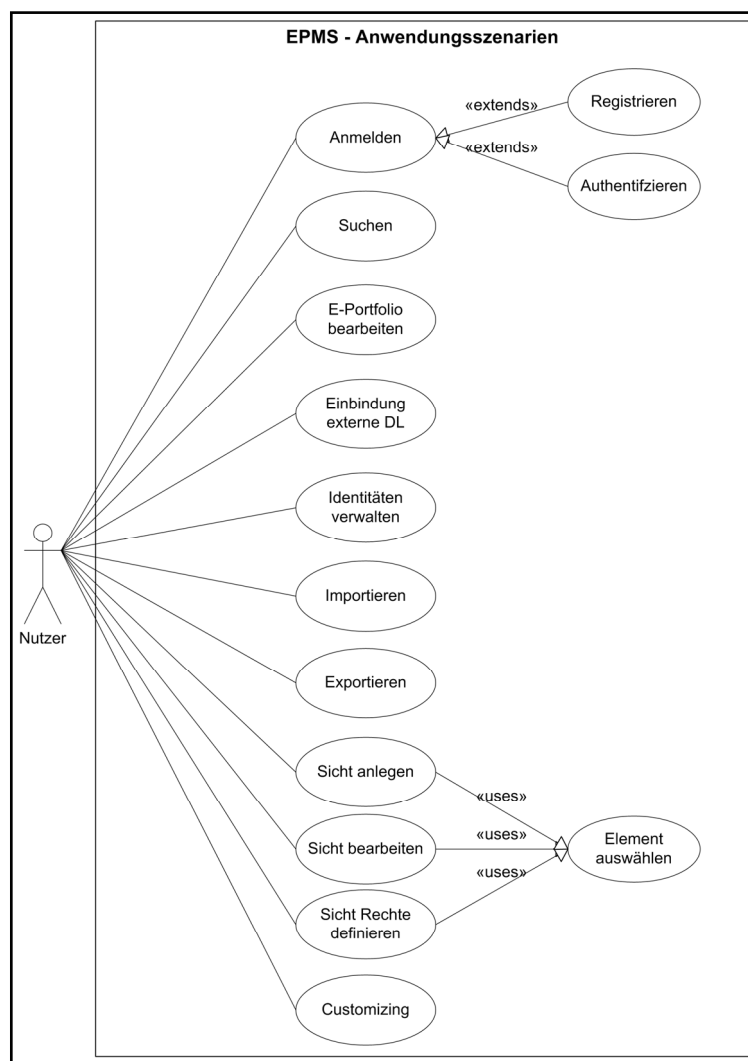 EPMS - Anwendungsszenarien
«extends»
Registrieren
Anmelden
«extends»
Authentifzieren
Suchen
E-Portfolio
bearbeiten
Einbindung
externe DL
Identitäten
verwalten
Importieren
Nutzer
Exportieren
Sicht anlegen
«uses»
Sicht bearbeiten
«uses»
Element
auswählen
«uses»
Sicht Rechte
definieren
Customizing